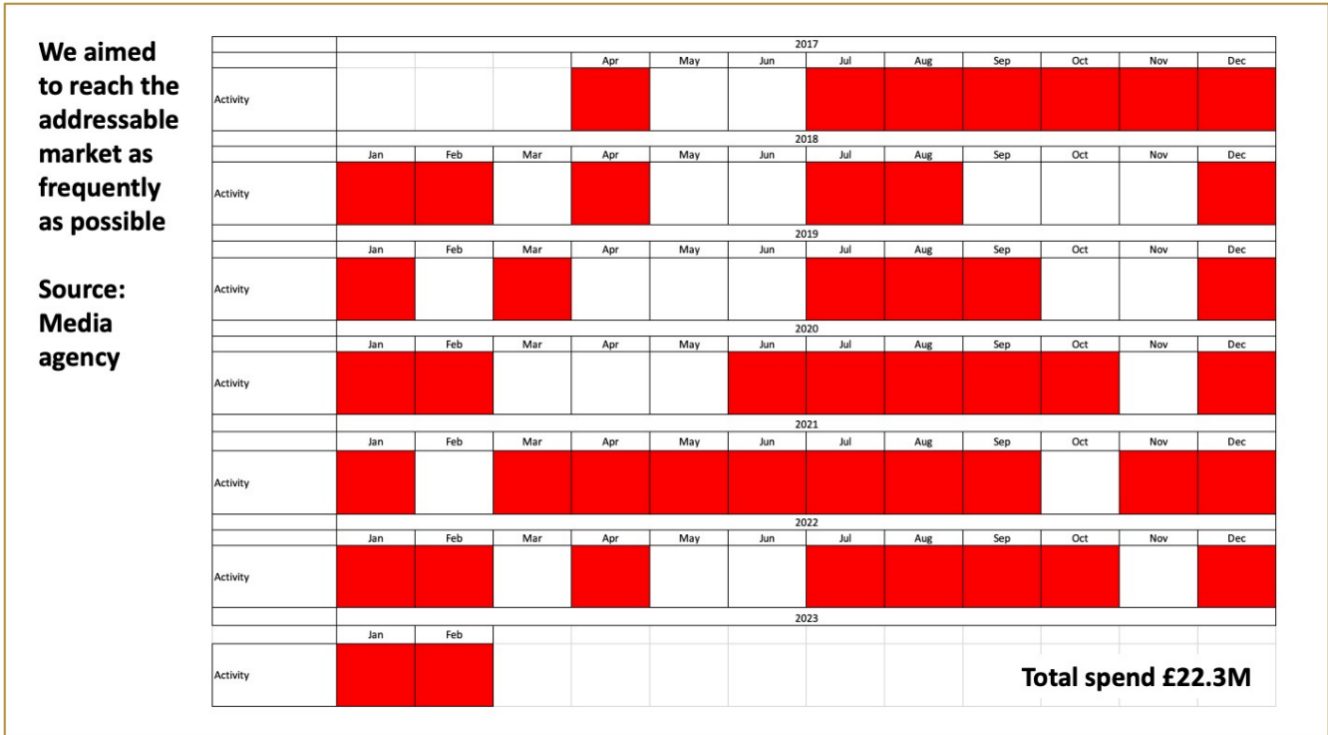 We aimed
to reach the
addressable
market as
frequently
as possible
Source:
Media
agency
2017
Apr May Jun Jul Aug Sep Oct Nov Dec
Activity
2018
Jan Feb Mar Apr May Jun Jul Aug Sep Oct Nov Dec
Activity
2019
Jan Feb Mar Apr May Jun Jul Aug Sep Oct Nov Dec
Activity
2020
Jan Feb Mar Apr May Jun Jul Aug Sep Oct Nov Dec
Activity
2021
Jan Feb Mar Apr May Jun Jul Aug Sep Oct Nov Dec
Activity
2022
Jan Feb Mar Apr May Jun Jul Aug Sep Oct Nov Dec
Activity
2023
Jan Feb
Activity
Total spend £22.3M